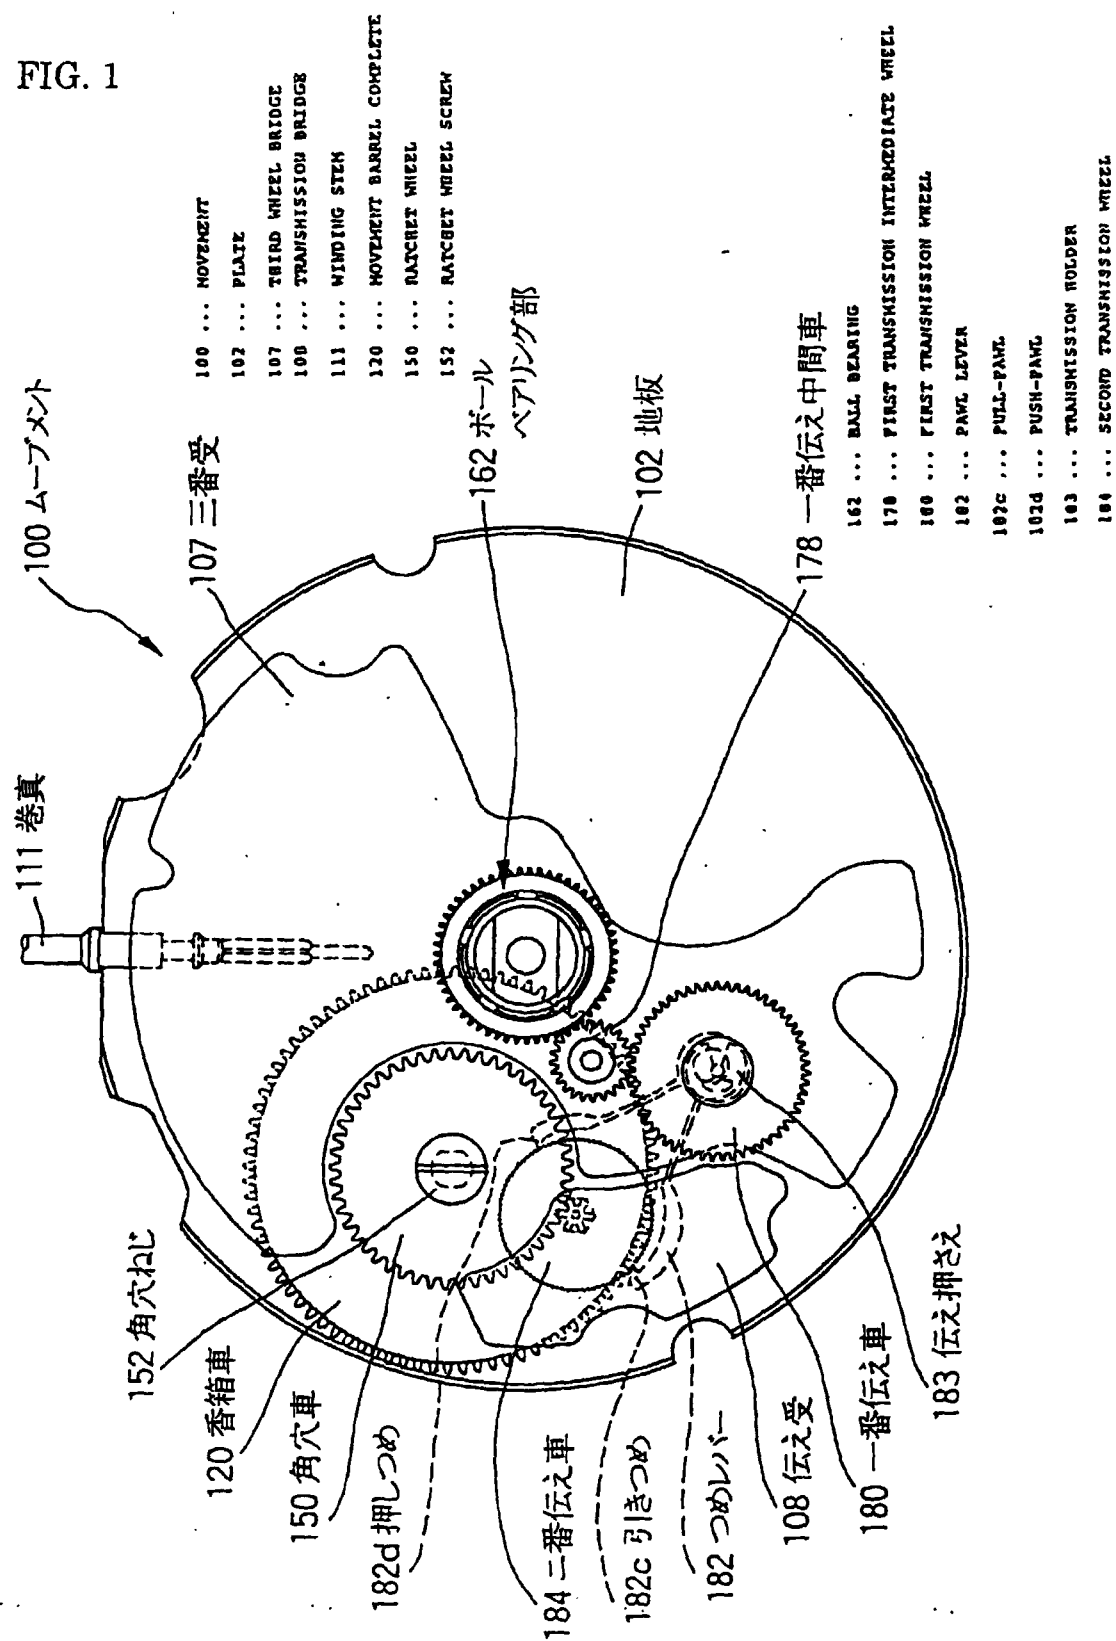 FIG. 1
100 ... MOVEMENT
102 ... PLATE
107 ... THIRD WHEEL BRIDGE
108 ... TRANSMISSION BRIDGE
111 ... WINDING STEM
120 ... MOVEMENT BARREL COMPLETE
150 ... RATCHET WHEEL
152 ... RATCHET WHEEL SCREW
162 ... BALL BEARING
178 ... FIRST TRANSMISSION INTERMEDIATE WHEEL
180 ... FIRST TRANSMISSION WHEEL
182 ... PAWL LEVER
182c ... PULL-PAWL
182d ... PUSH-PAWL
183 ... TRANSMISSION HOLDER
184 ... SECOND TRANSMISSION WHEEL
111 巻真
100 ムーブメント
107 三番受
162 ボール
ベアリング部
102 地板
178 一番伝え中間車
152 角穴ねじ
120 香箱車
150 角穴車
182d 押しつめ
184 二番伝え車
182c 引きつめ
182 つめレバー
108 伝え受
180 一番伝え車
183 伝え押さえ